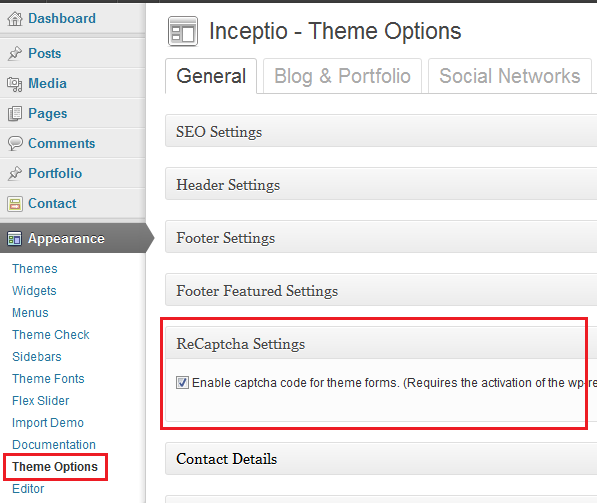 Dashboard
Posts
Media
Pages
Comments
Portfolio
Contact
Appearance
Themes
Widgets
Menus
Theme Check
Sidebars
Theme Fonts
Flex Slider
Import Demo
Documentation
Theme Options
Editor
Inceptio - Theme Options
General
Blog & Portfolio
Social Networks
SEO Settings
Header Settings
Footer Settings
Footer Featured Settings
ReCaptcha Settings
Enable captcha code for theme forms. (Requires the activation of the wp-re
Contact Details